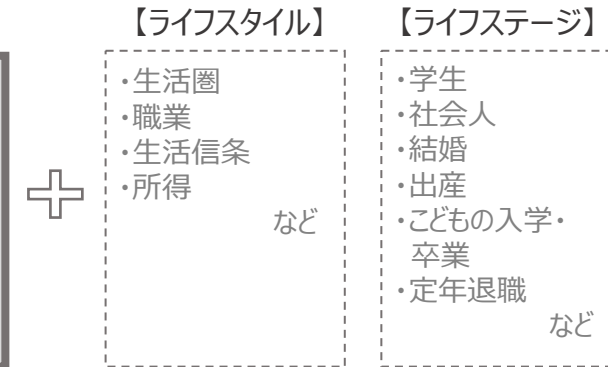 【ライフスタイル】
・生活圏
・職業
・生活信条
・所得
など
【ライフステージ】
・学生
・社会人
・結婚
・出産
・こどもの入学・
卒業
・定年退職
など